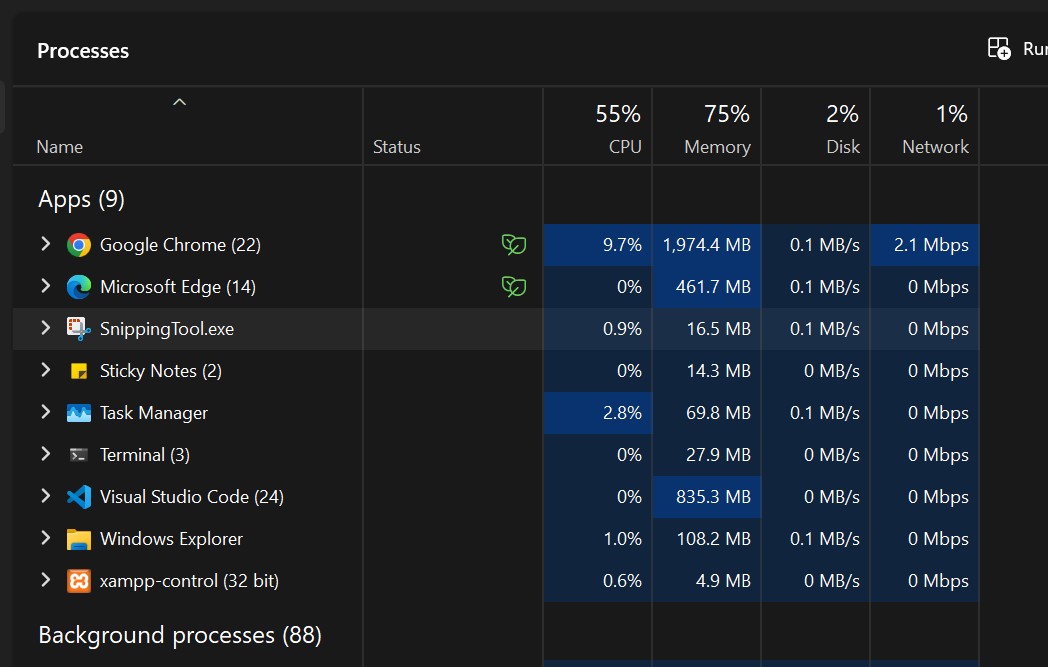 Processes
Run
55% 75% 2% 1%
Name Status CPU Memory Disk Network
Apps (9)
Google Chrome (22) 9.7% 1,974.4 MB 0.1 MB/s 2.1 Mbps
Microsoft Edge (14) 0% 461.7 MB 0.1 MB/s 0 Mbps
SnippingTool.exe 0.9% 16.5 MB 0.1 MB/s 0 Mbps
Sticky Notes (2) 0% 14.3 MB 0 MB/s 0 Mbps
Task Manager 2.8% 69.8 MB 0.1 MB/s 0 Mbps
Terminal (3) 0% 27.9 MB 0 MB/s 0 Mbps
Visual Studio Code (24) 0% 835.3 MB 0 MB/s 0 Mbps
Windows Explorer 1.0% 108.2 MB 0.1 MB/s 0 Mbps
xampp-control (32 bit) 0.6% 4.9 MB 0 MB/s 0 Mbps
Background processes (88)